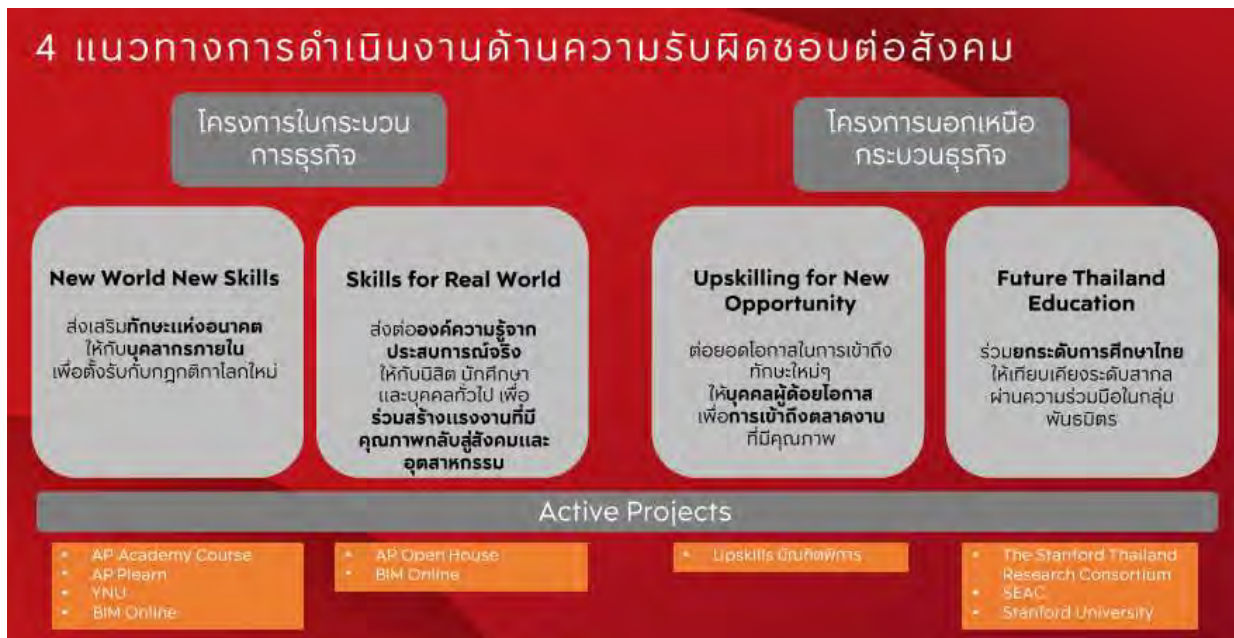 4 แนวทางการดำเนินงานด้านความรับผิดชอบต่อสังคม
โครงการในกระบวน
การธุรกิจ
โครงการนอกเหนือ
กระบวนธุรกิจ
New World New Skills
ส่งเสริมทักษะแห่งอนาคต
ให้กับบุคลากรภายใน
เพื่อตั้งรับกับกฎกติกาโลกใหม่
Skills for Real World
ส่งต่อองค์ความรู้จาก
ประสบการณ์จริง
ให้กับนิสิต นักศึกษา
และบุคคลทั่วไป เพื่อ
ร่วมสร้างแรงงานที่มี
คุณภาพกลับสู่สังคมและ
อุตสาหกรรม
Upskilling for New
Opportunity
ต่อยอดโอกาสในการเข้าถึง
ทักษะใหม่ๆ
ให้บุคคลผู้ด้อยโอกาส
เพื่อการเข้าถึงตลาดงาน
ที่มีคุณภาพ
Future Thailand
Education
ร่วมยกระดับการศึกษาไทย
ให้เทียบเคียงระดับสากล
ผ่านความร่วมมือในกลุ่ม
พันธมิตร
Active Projects
• AP Academy Course
• AP Plearn
• YNU
• BIM Online
• AP Open House
• BIM Online
• Upskills บัณฑิตพิการ
• The Stanford Thailand
Research Consortium
• SEAC
• Stanford University